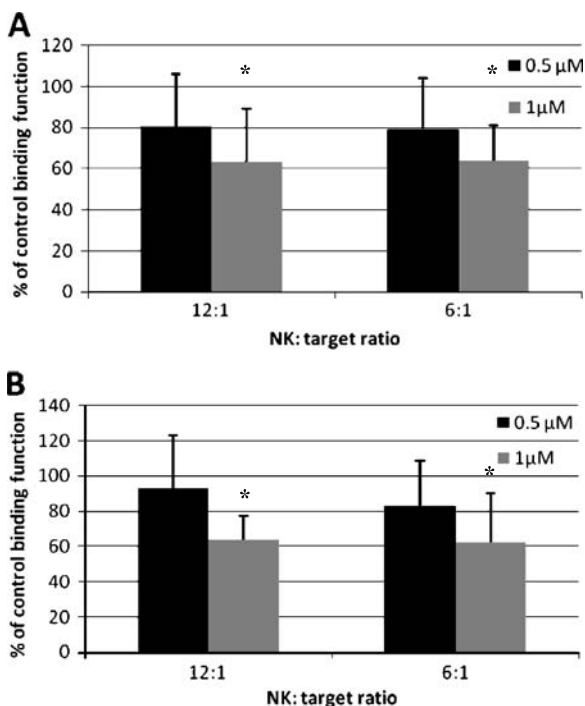 A
120
100
80
60
40
20
0
% of control binding function
*
*
0.5 µM
1µM
12:1
6:1
NK: target ratio
B
140
120
100
80
60
40
20
0
% of control binding function
*
*
0.5 µM
1µM
12:1
6:1
NK: target ratio